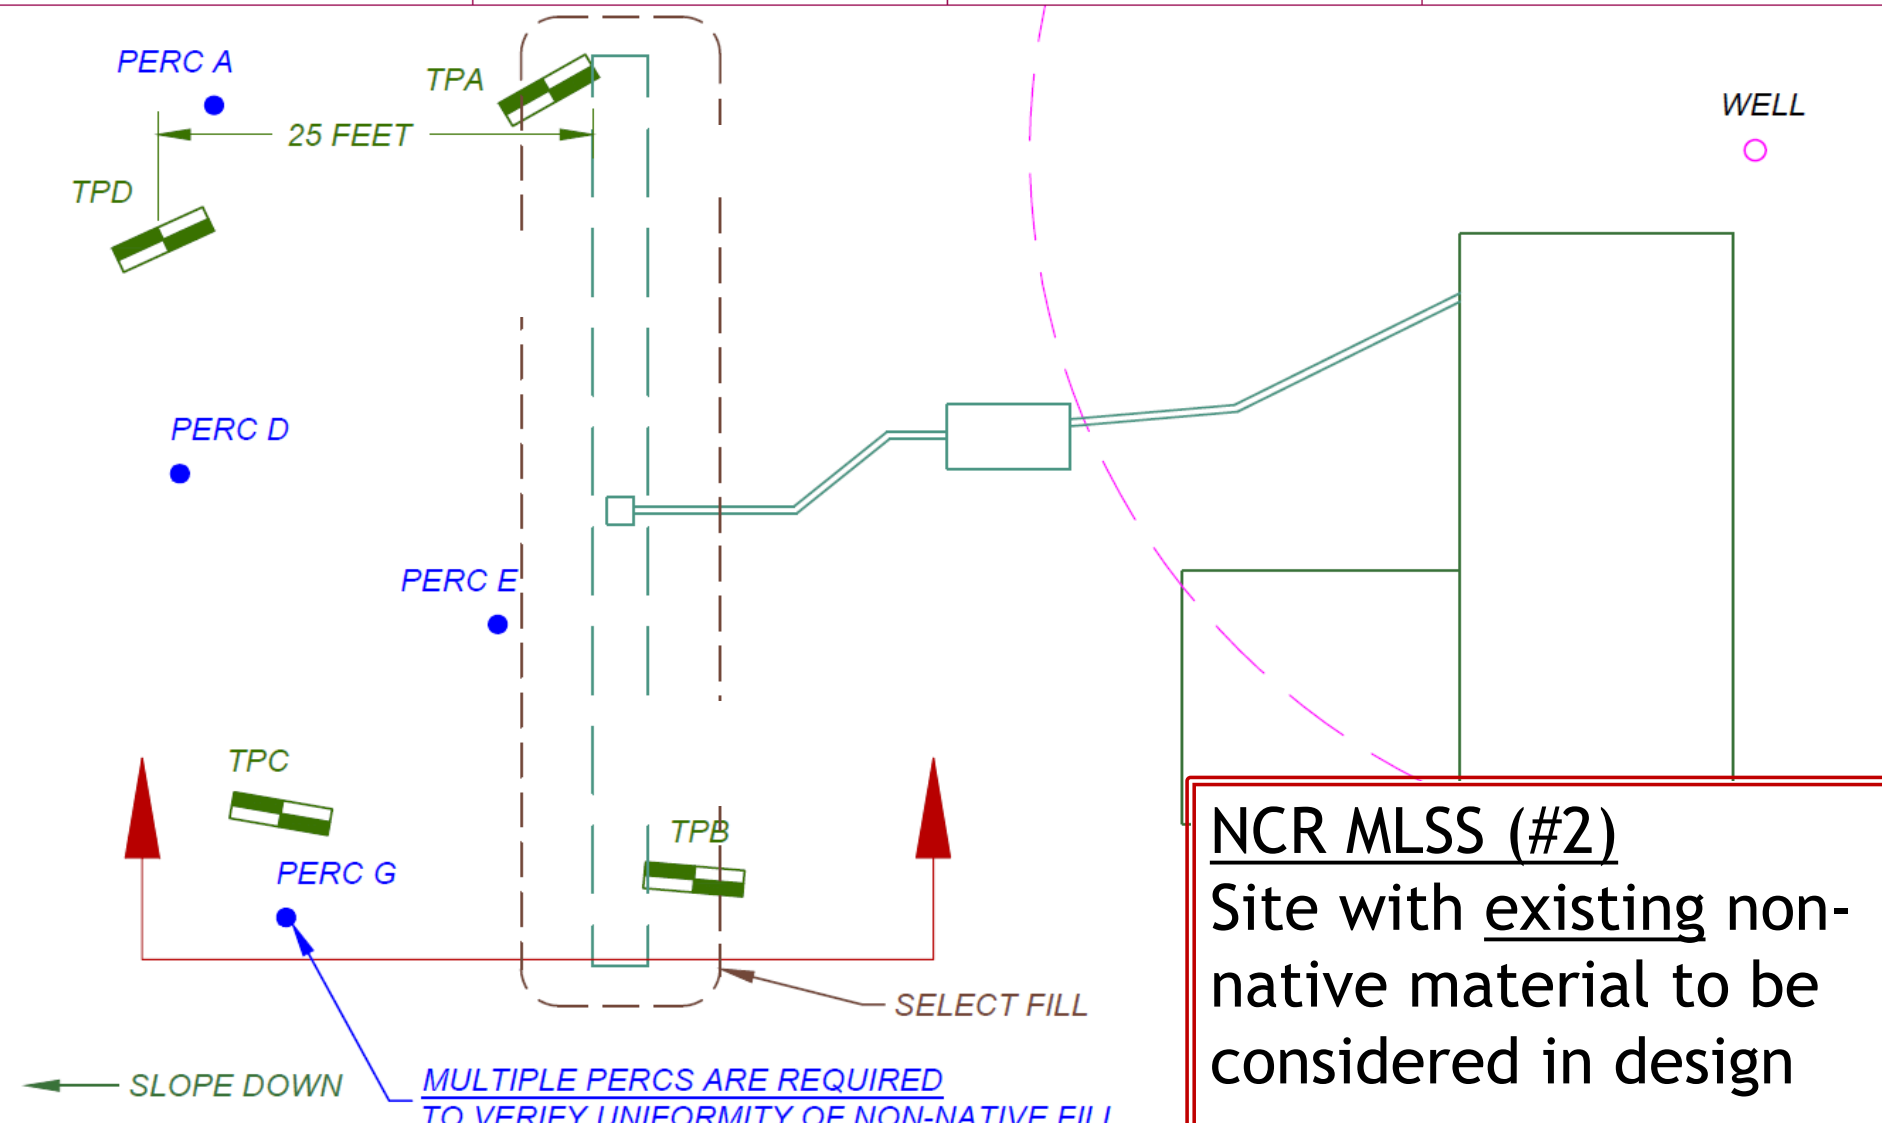 PERC A
TPA
WELL
25 FEET
TPD
PERC D
PERC E
TPC
TPB
PERC G
NCR MLSS (#2)
Site with existing non-
native material to be
considered in design
SELECT FILL
SLOPE DOWN
MULTIPLE PERCS ARE REQUIRED
TO VERIFY UNIFORMITY OF NON-NATIVE FILL